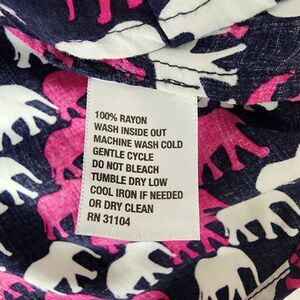 100% RAYON
WASH INSIDE OUT
MACHINE WASH COLD
GENTLE CYCLE
DO NOT BLEACH
TUMBLE DRY LOW
COOL IRON IF NEEDED
OR DRY CLEAN
RN 31104